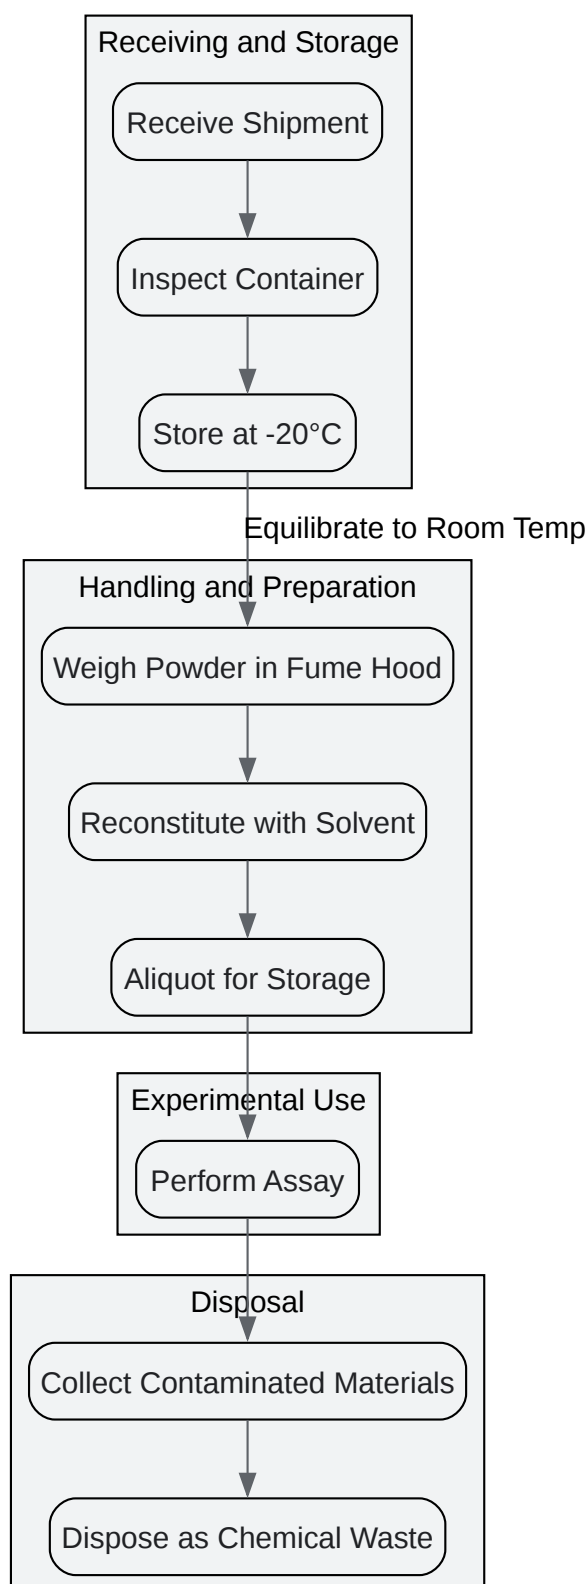 Receiving and Storage
Receive Shipment
Inspect Container
Store at -20°C
Equilibrate to Room Temp
Handling and Preparation
Weigh Powder in Fume Hood
Reconstitute with Solvent
Aliquot for Storage
Experimental Use
Perform Assay
Disposal
Collect Contaminated Materials
Dispose as Chemical Waste